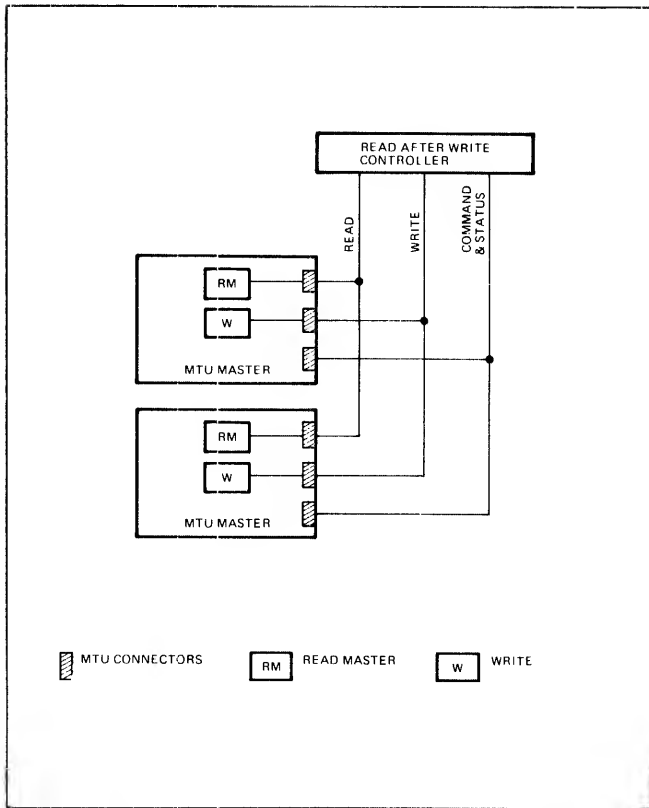 READ AFTER WRITE
CONTROLLER
READ
WRITE
COMMAND
& STATUS
RM
W
MTU MASTER
RM
W
MTU MASTER
MTU CONNECTORS
RM
READ MASTER
W
WRITE